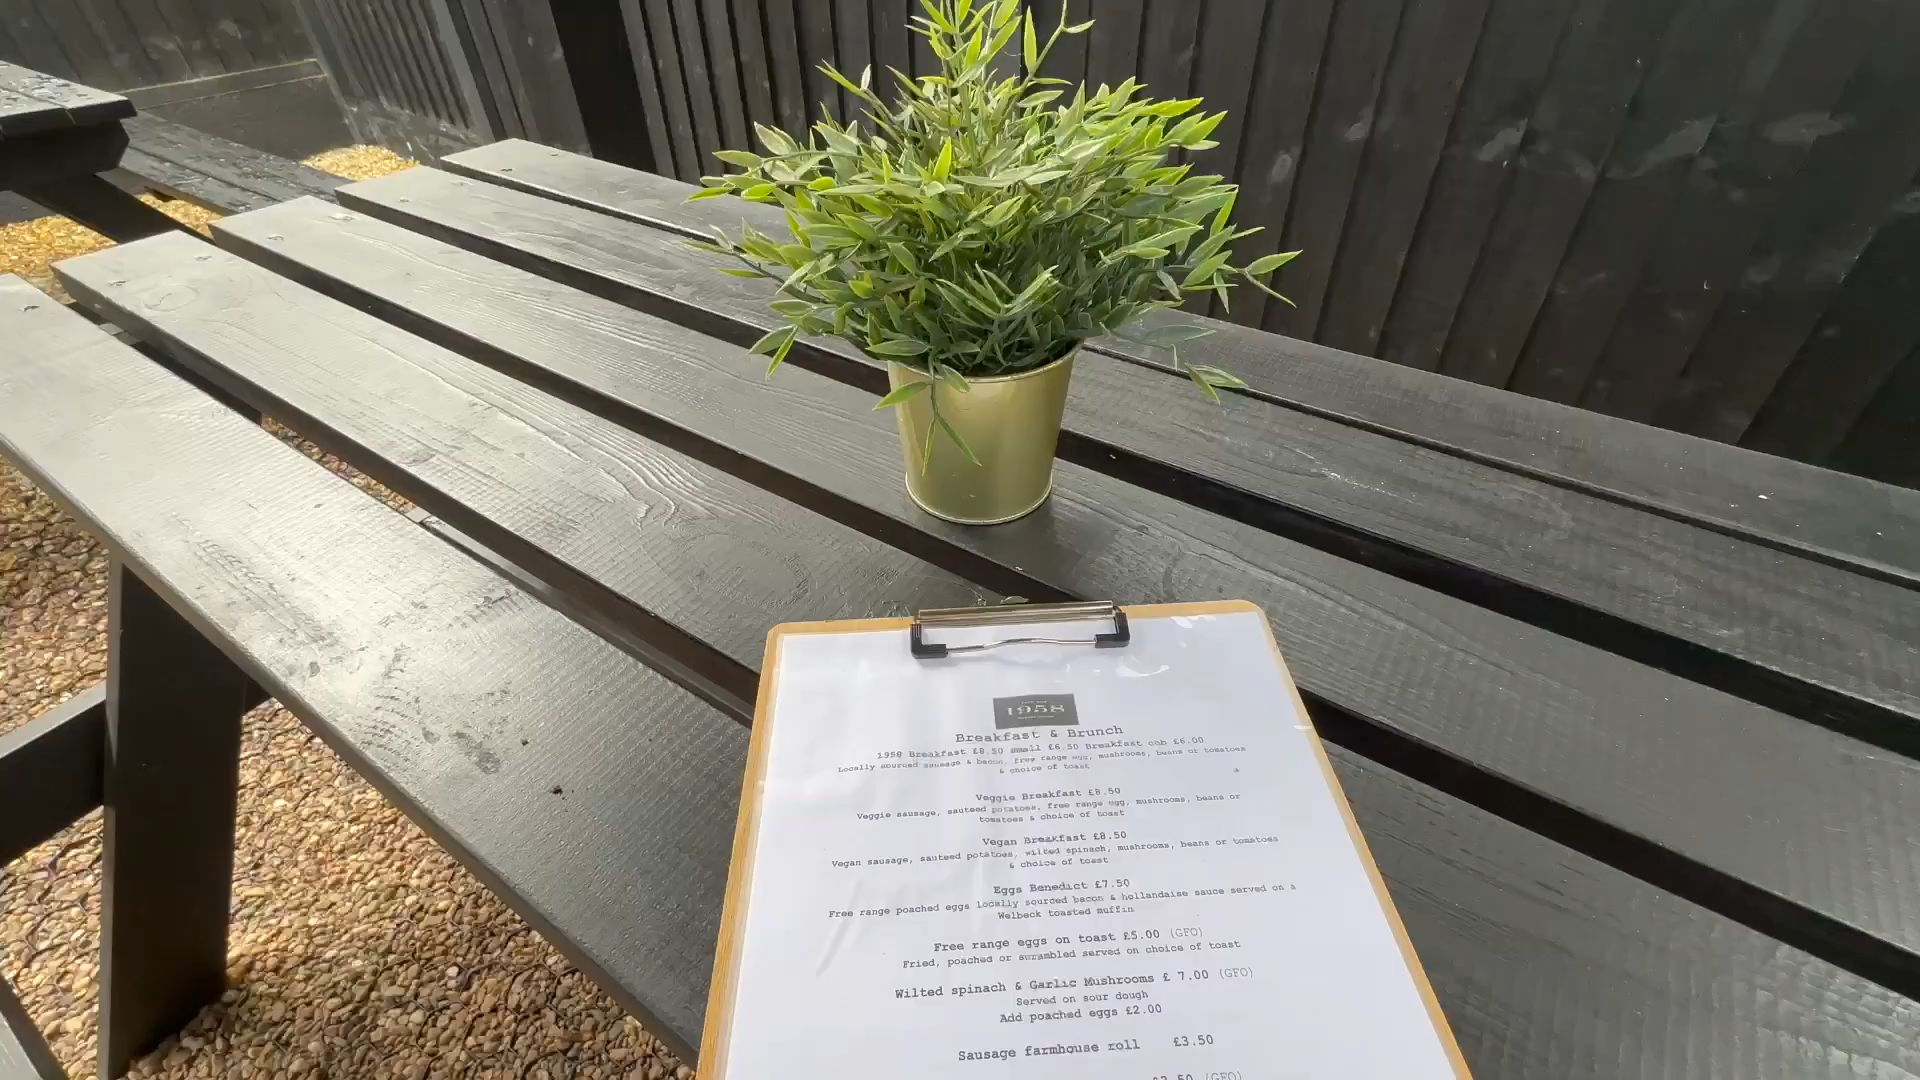 1958
Breakfast & Brunch
1958 Breakfast £8.50 small £6.50 Breakfast cob £6.00
Locally sourced sausage & bacon, free range egg, mushrooms, beans or tomatoes
& choice of toast
*
Veggie Breakfast £8.50
Veggie sausage, sauteed potatoes, free range egg, mushrooms, beans or
tomatoes & choice of toast
Vegan Breakfast £8.50
Vegan sausage, sauteed potatoes, wilted spinach, mushrooms, beans or tomatoes
& choice of toast
Eggs Benedict £7.50
Free range poached eggs locally sourced bacon & hollandaise sauce served on a
Welbeck toasted muffin
Free range eggs on toast £5.00 (GFO)
Fried, poached or scrambled served on choice of toast
Wilted spinach & Garlic Mushrooms £ 7.00 (GFO)
Served on sour dough
Add poached eggs £2.00
Sausage farmhouse roll £3.50
(GFO)